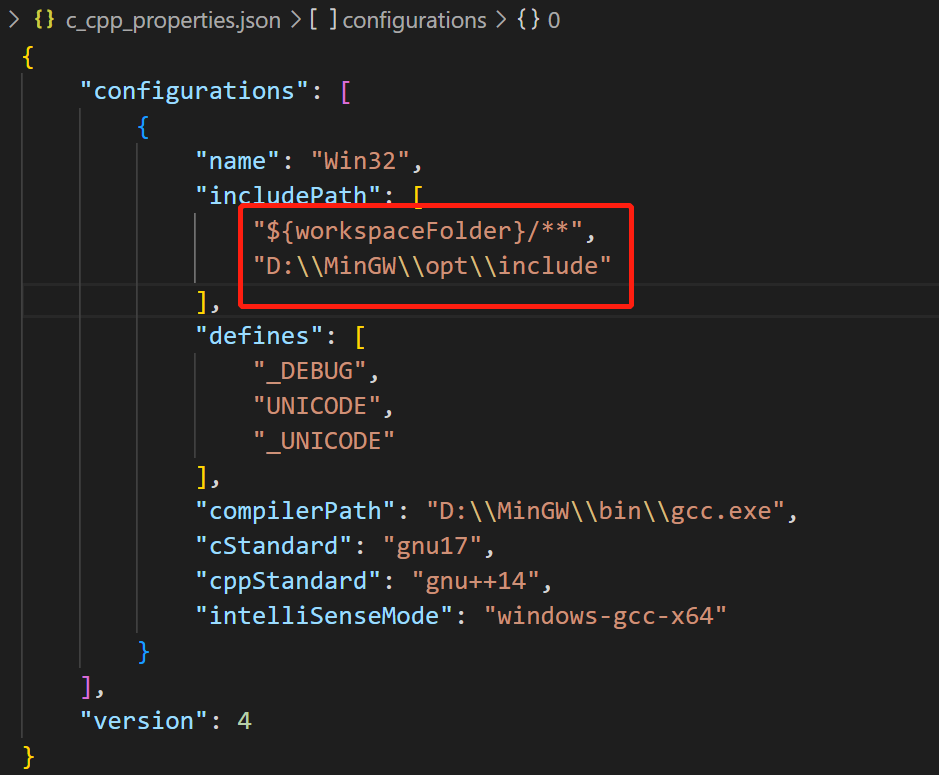 > {} c_cpp_properties.json > [ ] configurations > {} 0
{
    "configurations": [
        {
            "name": "Win32",
            "includePath": [
                "${workspaceFolder}/**",
                "D:\\MinGW\\opt\\include"
            ],
            "defines": [
                "_DEBUG",
                "UNICODE",
                "_UNICODE"
            ],
            "compilerPath": "D:\\MinGW\\bin\\gcc.exe",
            "cStandard": "gnu17",
            "cppStandard": "gnu++14",
            "intelliSenseMode": "windows-gcc-x64"
        }
    ],
    "version": 4
}